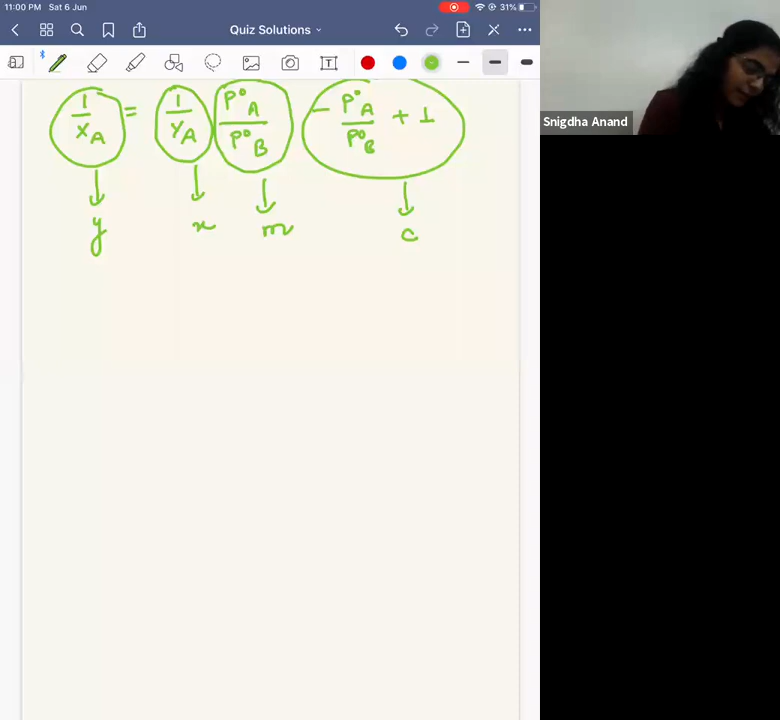 11:00 PM Sat 6 Jun 31%
Quiz Solutions
T
Snigdha Anand
1/X_A = 1/Y_A P°_A/P°_B - P°_A/P°_B + 1
y x m c